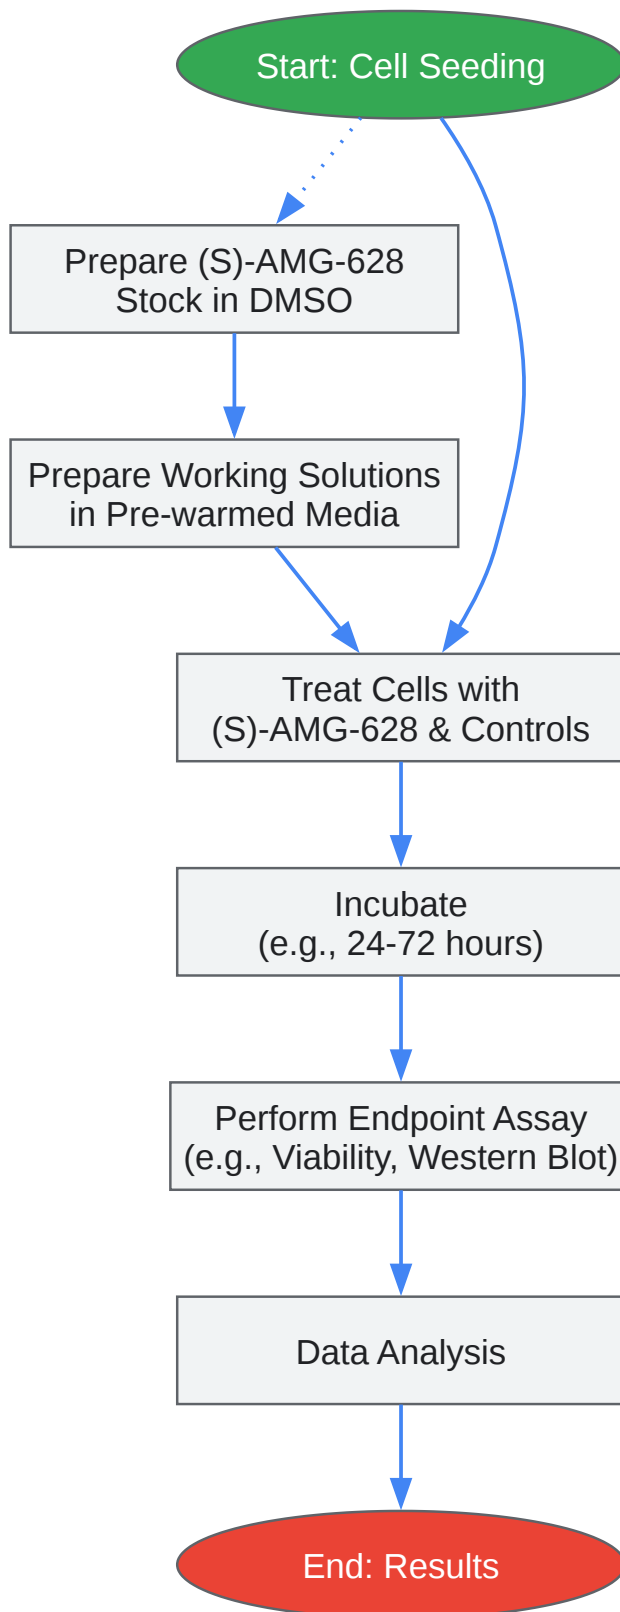 Start: Cell Seeding
Prepare (S)-AMG-628
Stock in DMSO
Prepare Working Solutions
in Pre-warmed Media
Treat Cells with
(S)-AMG-628 & Controls
Incubate
(e.g., 24-72 hours)
Perform Endpoint Assay
(e.g., Viability, Western Blot)
Data Analysis
End: Results